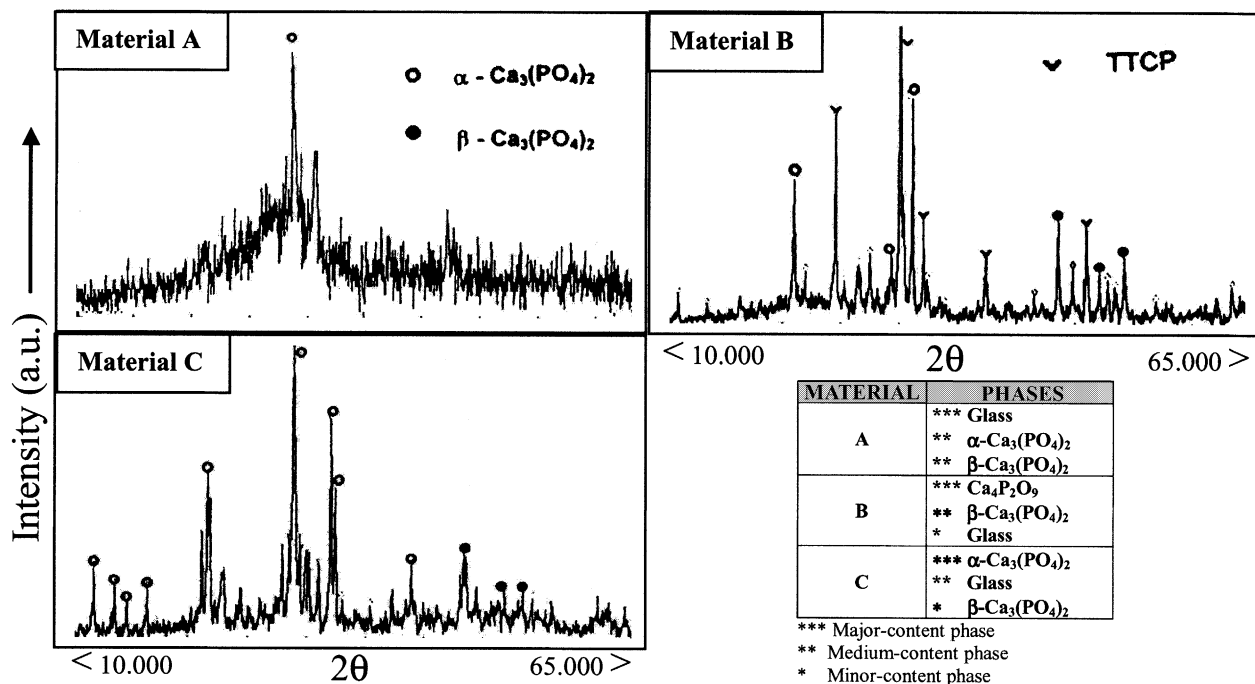 Material A
α - Ca₃(PO₄)₂
β - Ca₃(PO₄)₂
Material B
TTCP
Intensity (a.u.)
Material C
< 10.000 2θ 65.000 >
< 10.000 2θ 65.000 >
MATERIAL PHASES
A
*** Glass
** α-Ca₃(PO₄)₂
** β-Ca₃(PO₄)₂
B
*** Ca₄P₂O₉
** β-Ca₃(PO₄)₂
* Glass
C
*** α-Ca₃(PO₄)₂
** Glass
* β-Ca₃(PO₄)₂
*** Major-content phase
** Medium-content phase
* Minor-content phase